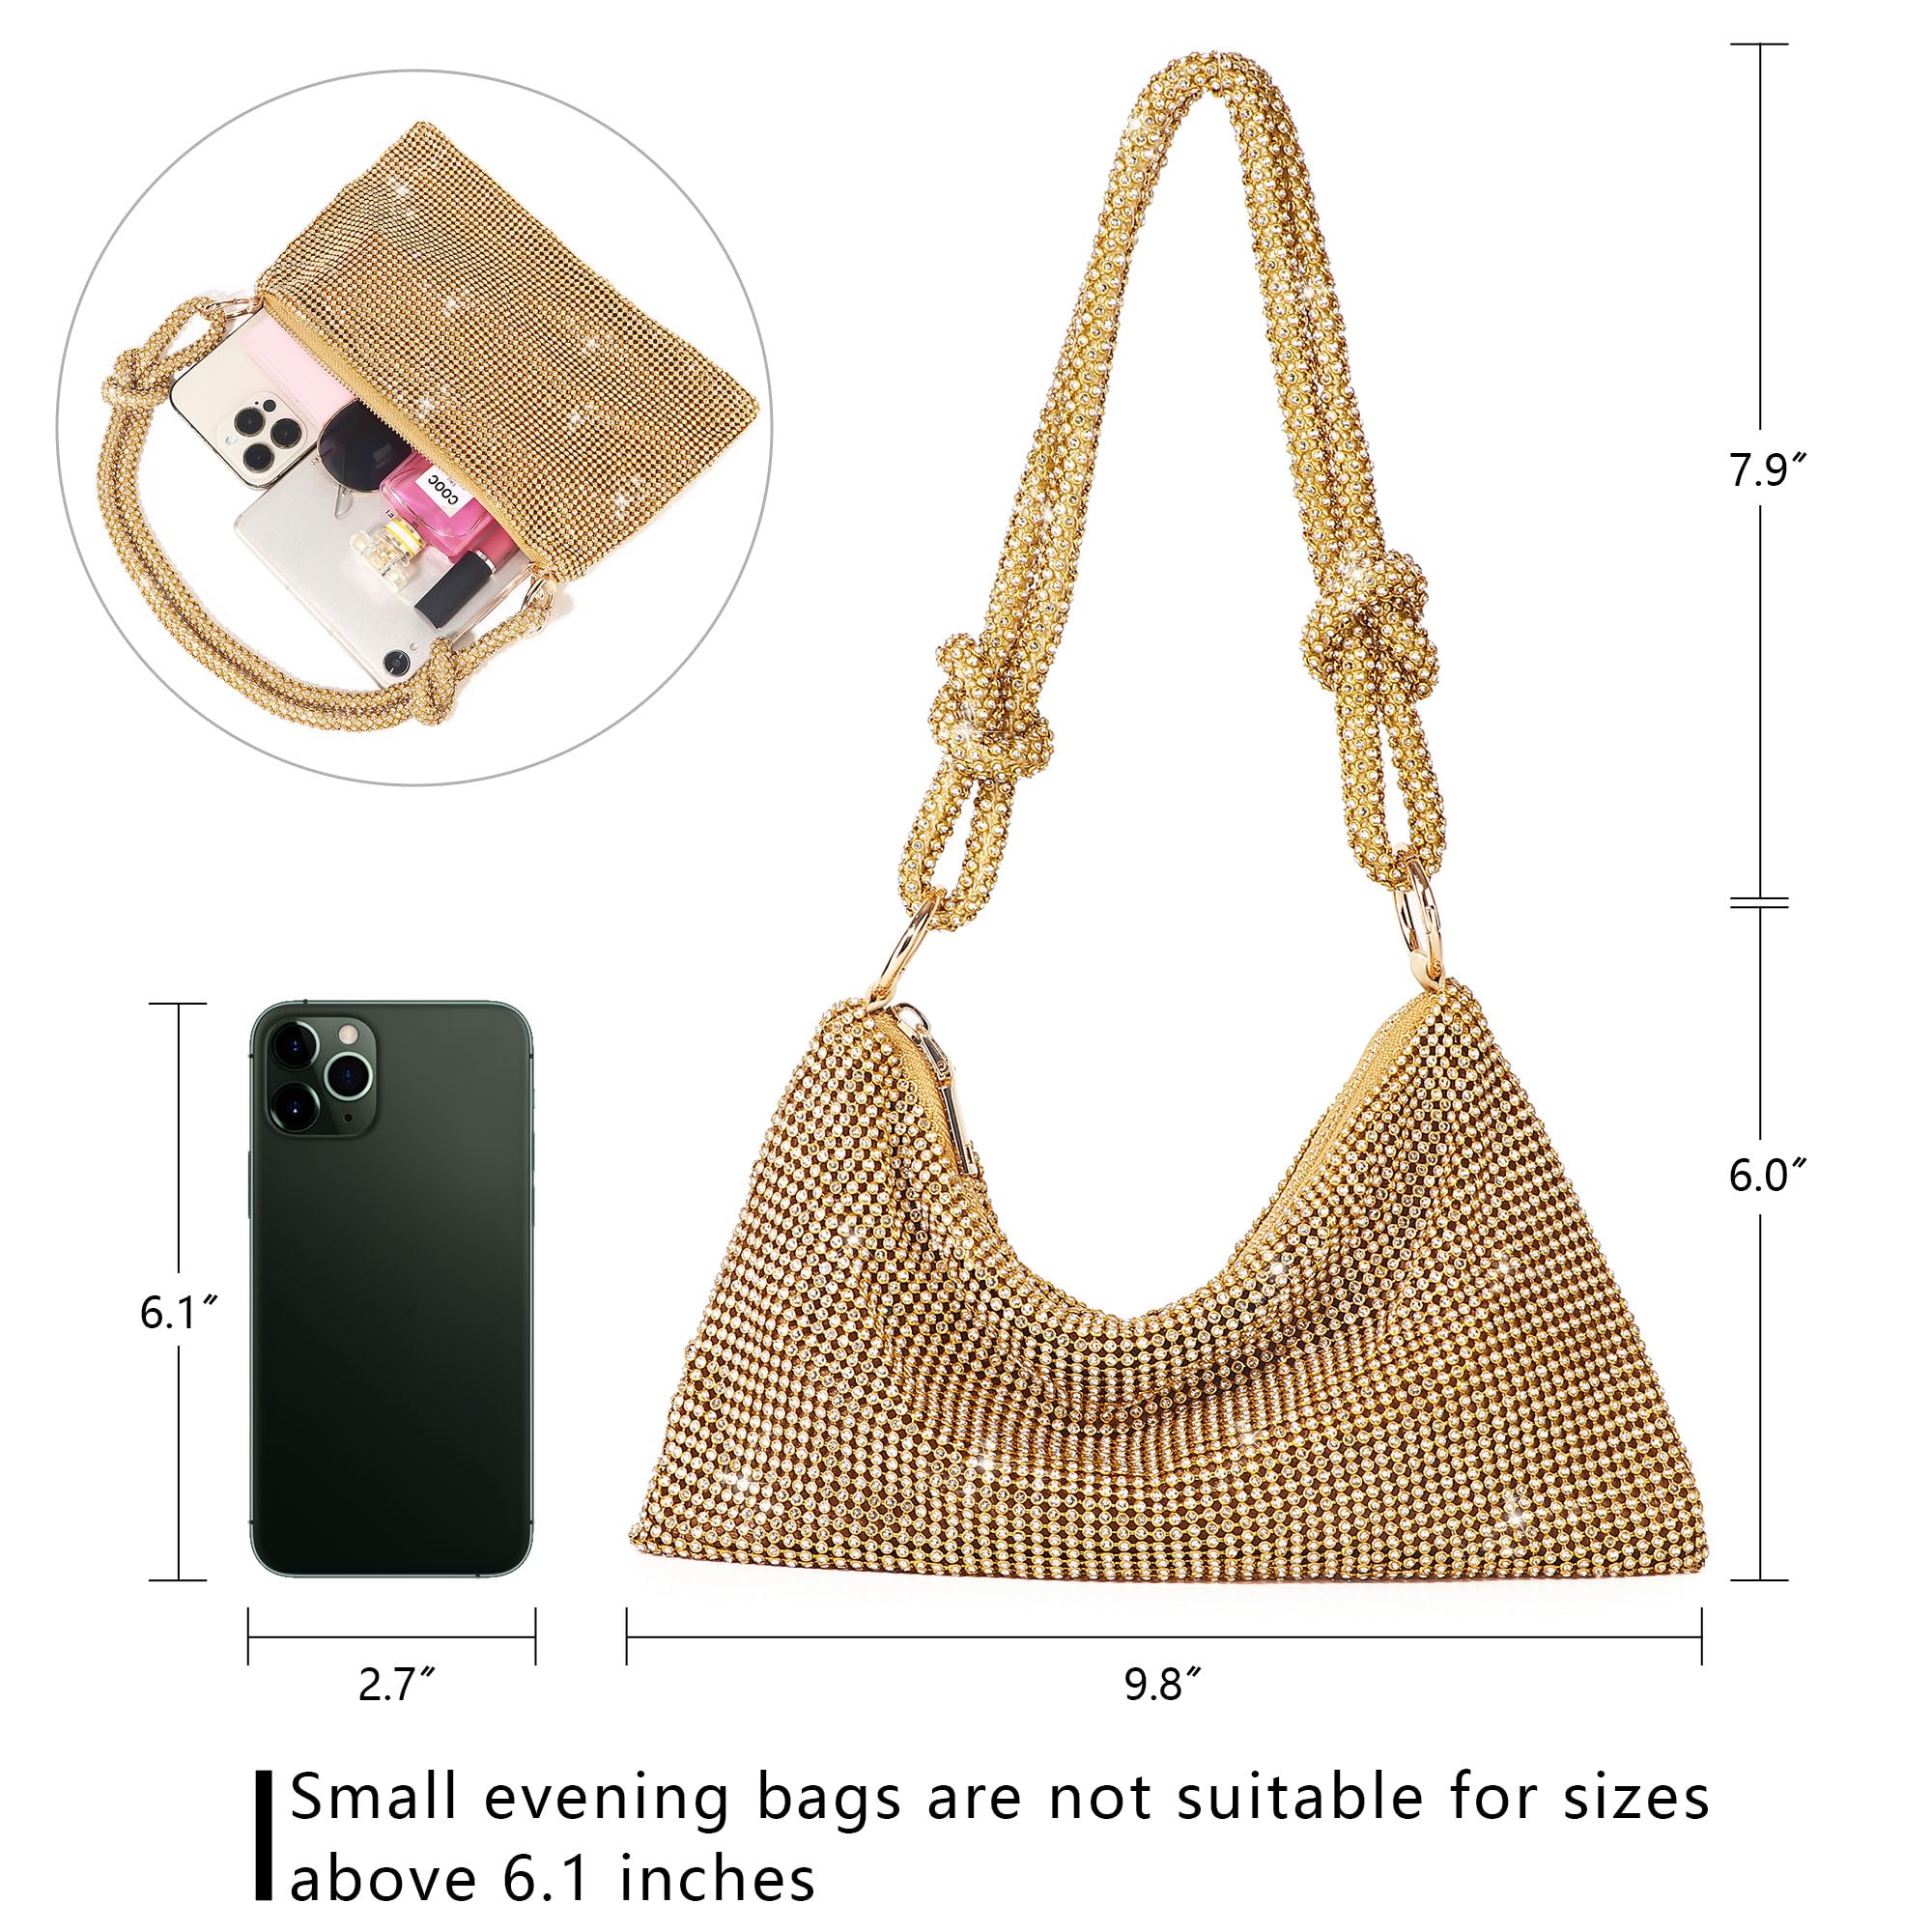 COOC
7.9″
6.0″
6.1″
2.7″
9.8″
Small evening bags are not suitable for sizes
above 6.1 inches